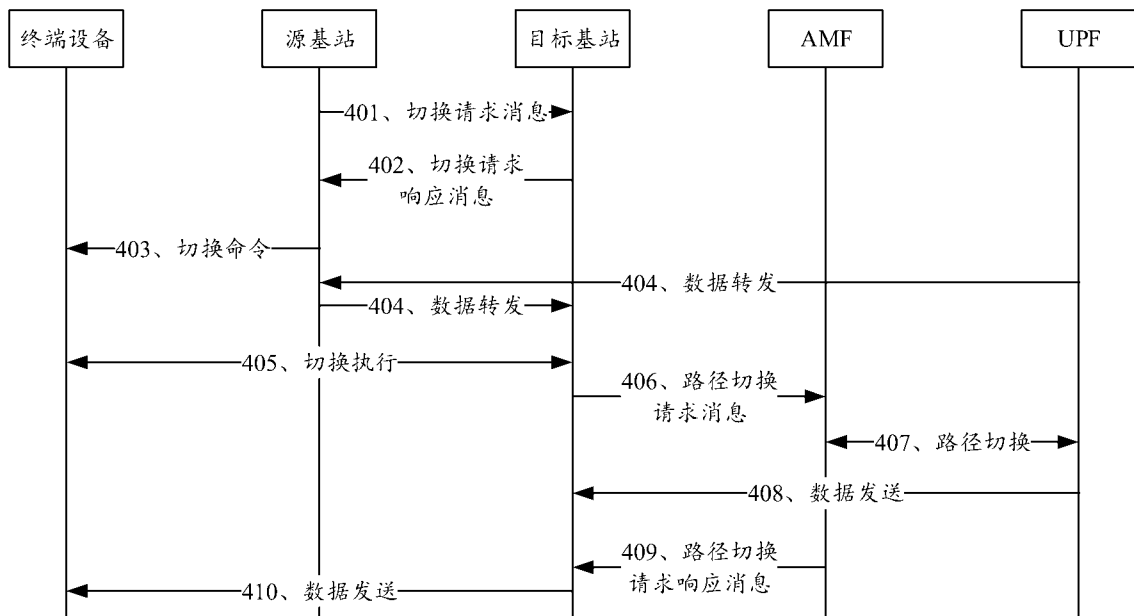 终端设备
源基站
目标基站
AMF
UPF
401、切换请求消息
402、切换请求
响应消息
403、切换命令
404、数据转发
404、数据转发
405、切换执行
406、路径切换
请求消息
407、路径切换
408、数据发送
409、路径切换
请求响应消息
410、数据发送